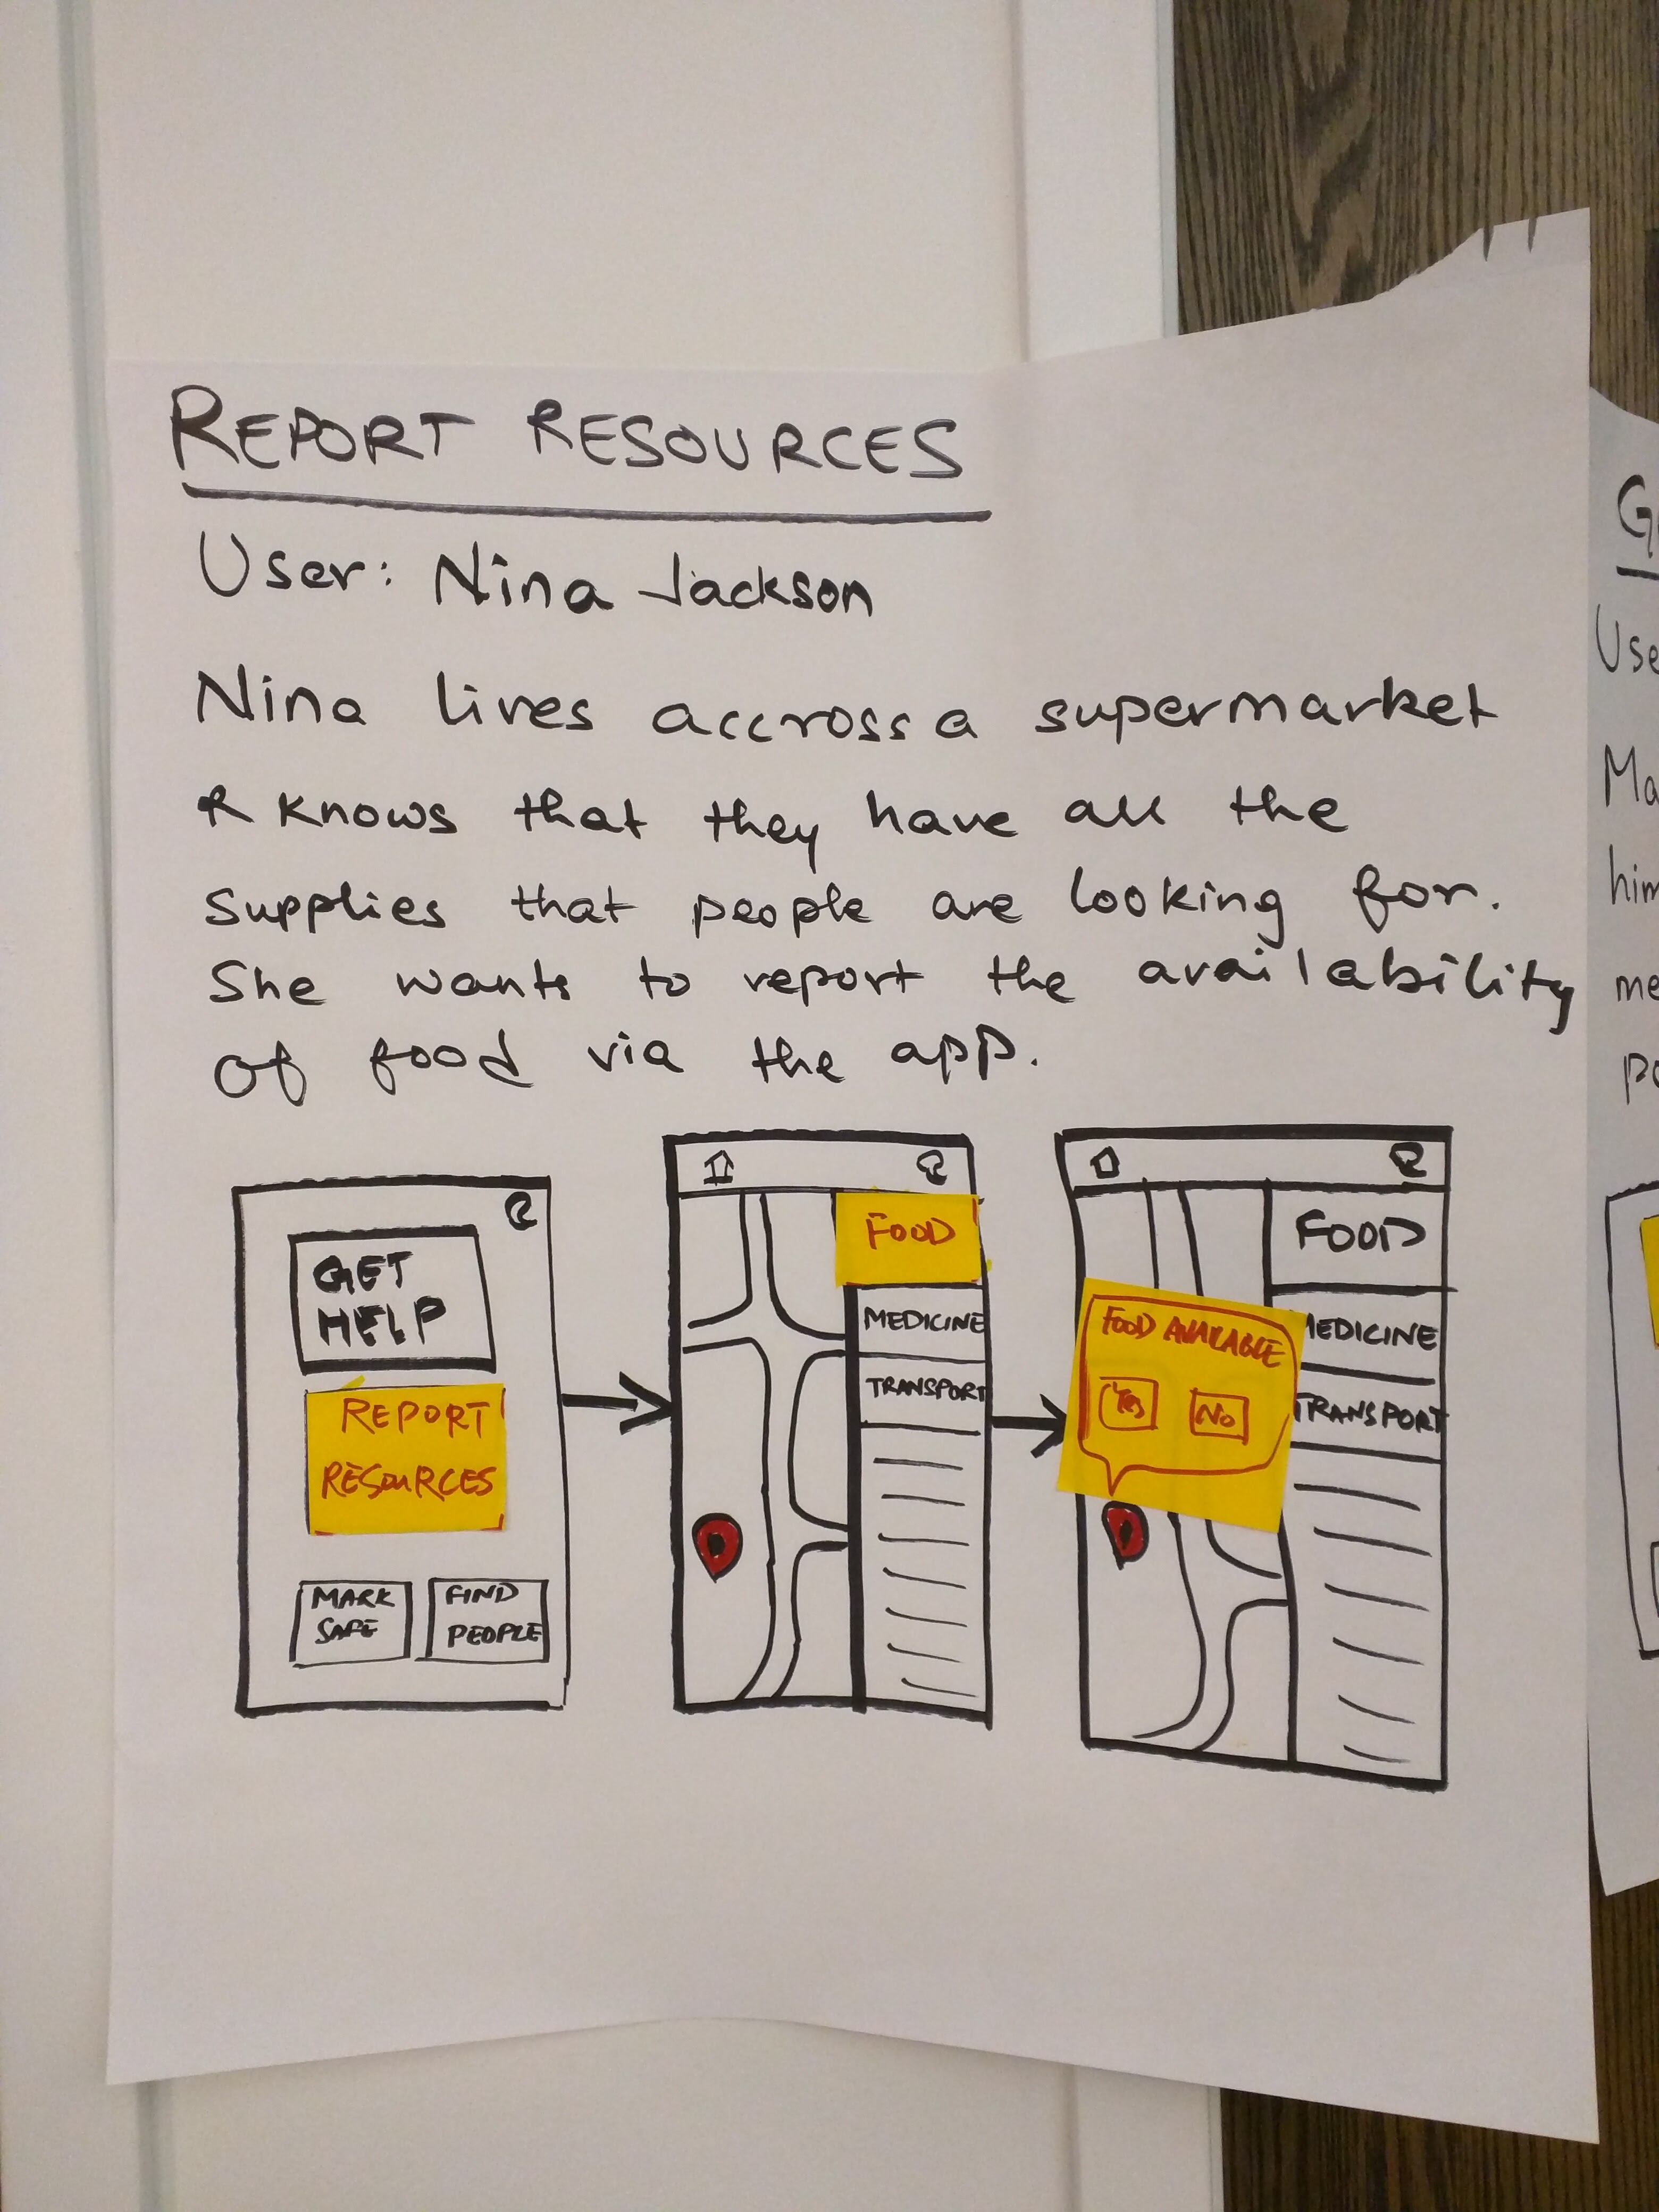 REPORT RESOURCES
User: Nina Jackson
Nina lives accross a supermarket
& knows that they have all the
supplies that people are looking for.
She wants to report the availability
of food via the app.
GET
HELP
REPORT
RESOURCES
MARK
SAFE
FIND
PEOPLE
FOOD
MEDICINE
TRANSPORT
FOOD
FOOD AVAILABLE
Yes
No
MEDICINE
TRANSPORT
Use
Ma
him
me